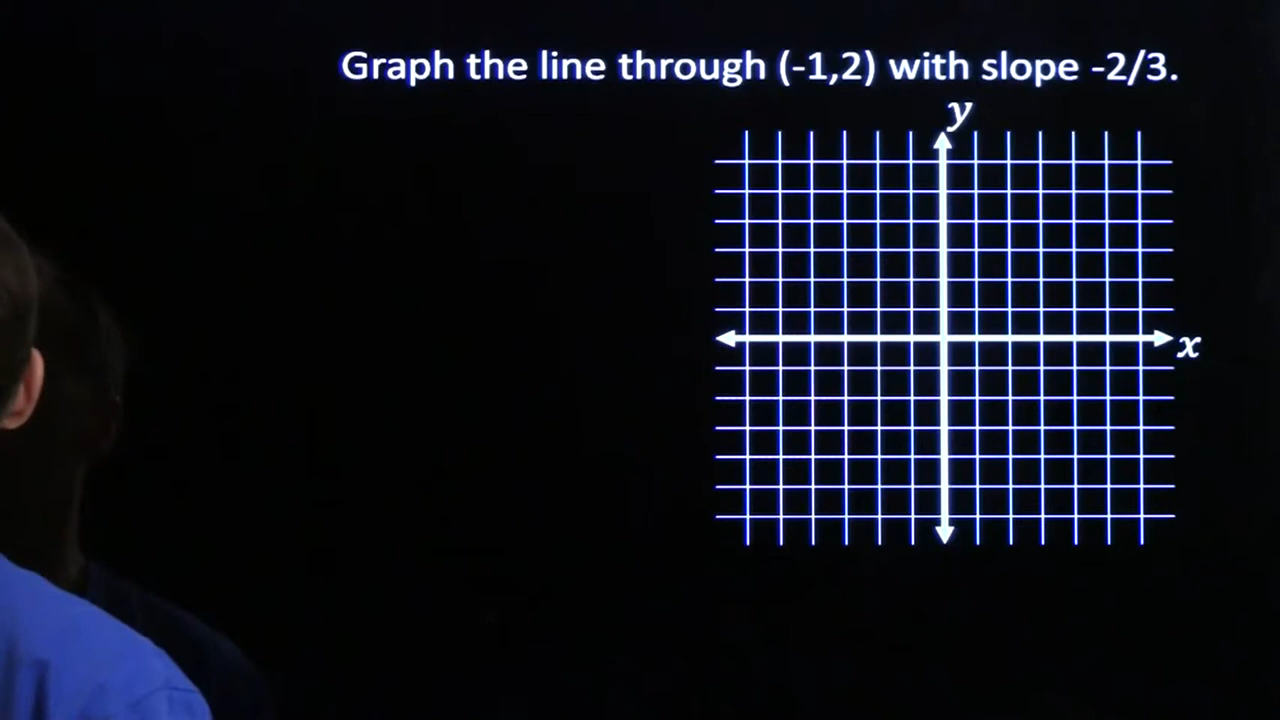 Graph the line through (-1,2) with slope -2/3.
y
x